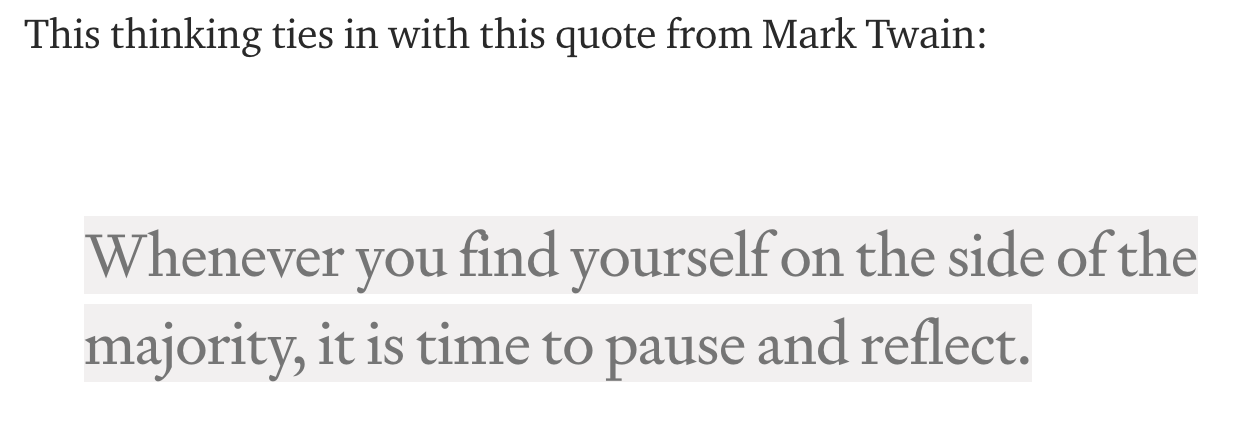 This thinking ties in with this quote from Mark Twain:
Whenever you find yourself on the side of the
majority, it is time to pause and reflect.